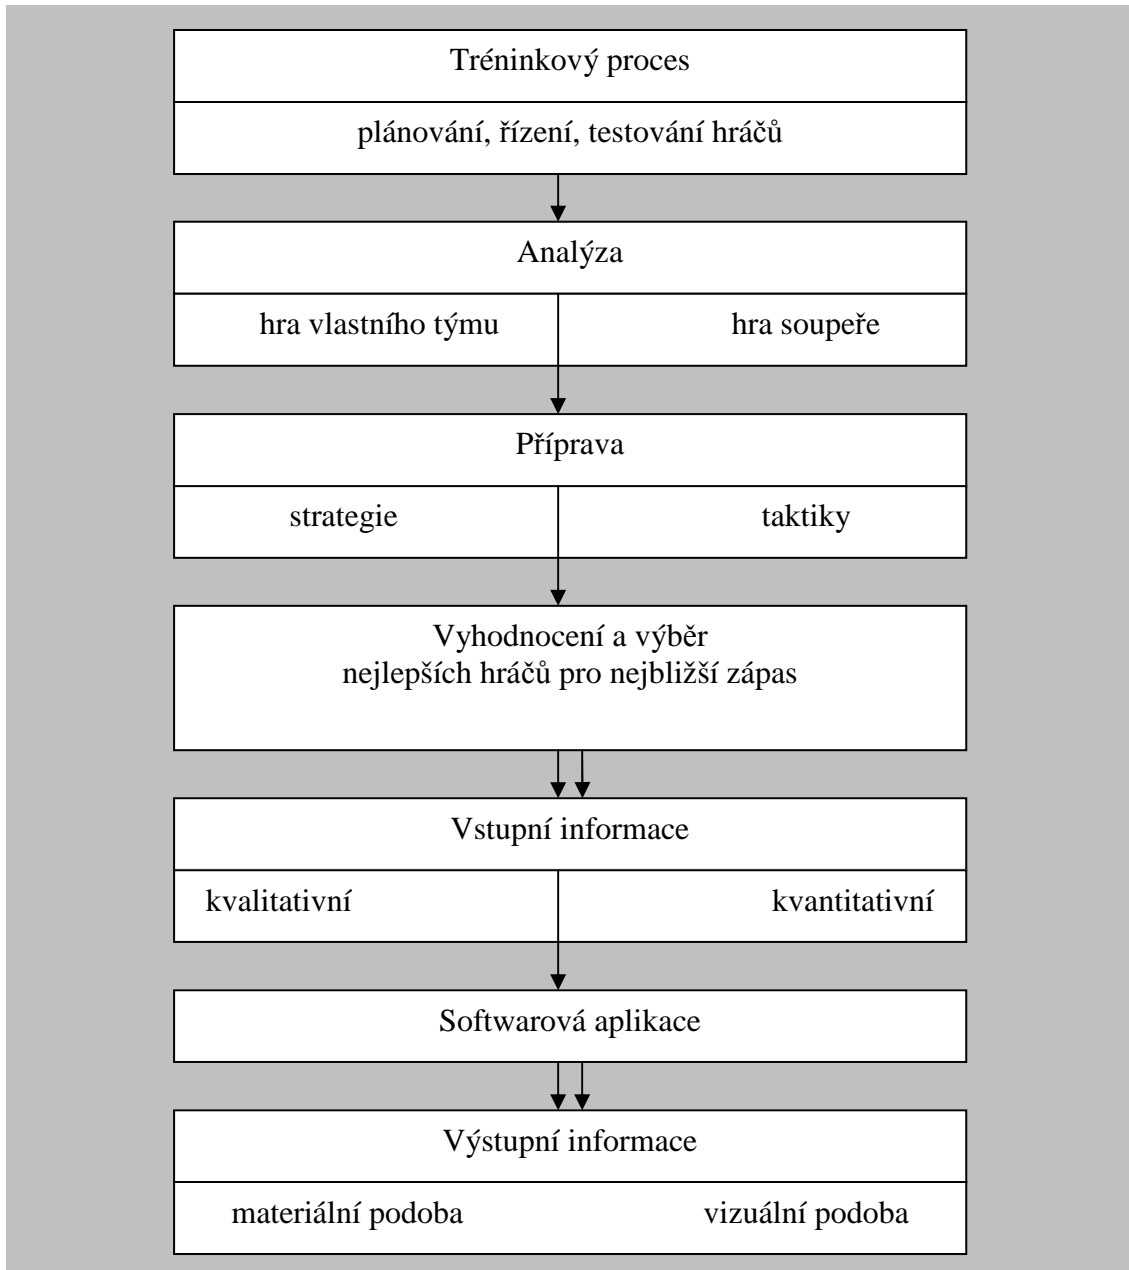 Tréninkový proces
plánování, řízení, testování hráčů
Analýza
hra vlastního týmu
hra soupeře
Příprava
strategie
taktiky
Vyhodnocení a výběr
nejlepších hráčů pro nejbližší zápas
Vstupní informace
kvalitativní
kvantitativní
Softwarová aplikace
Výstupní informace
materiální podoba
vizuální podoba